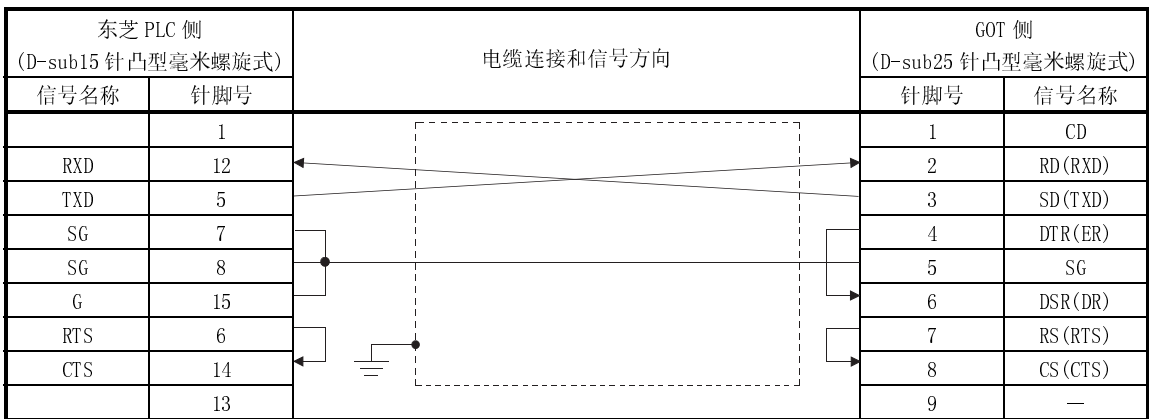 东芝 PLC 侧
(D-sub15 针凸型毫米螺旋式)
电缆连接和信号方向
GOT 侧
(D-sub25 针凸型毫米螺旋式)
信号名称 针脚号 针脚号 信号名称
1 1 CD
RXD 12 2 RD(RXD)
TXD 5 3 SD(TXD)
SG 7 4 DTR(ER)
SG 8 5 SG
G 15 6 DSR(DR)
RTS 6 7 RS(RTS)
CTS 14 8 CS(CTS)
13 9 —